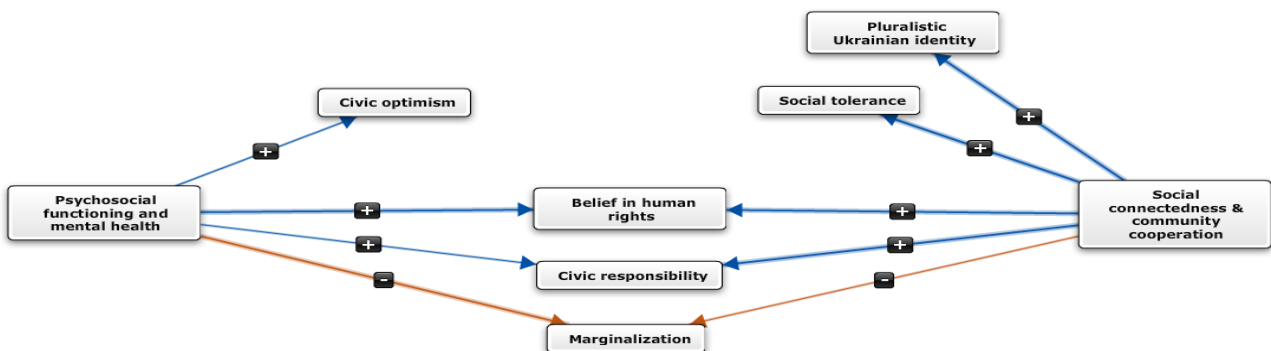 Pluralistic
Ukrainian identity
Civic optimism
Social tolerance
+
+
+
Psychosocial
functioning and
mental health
Belief in human
rights
Social
connectedness &
community
cooperation
+
+
+
+
Civic responsibility
-
-
Marginalization